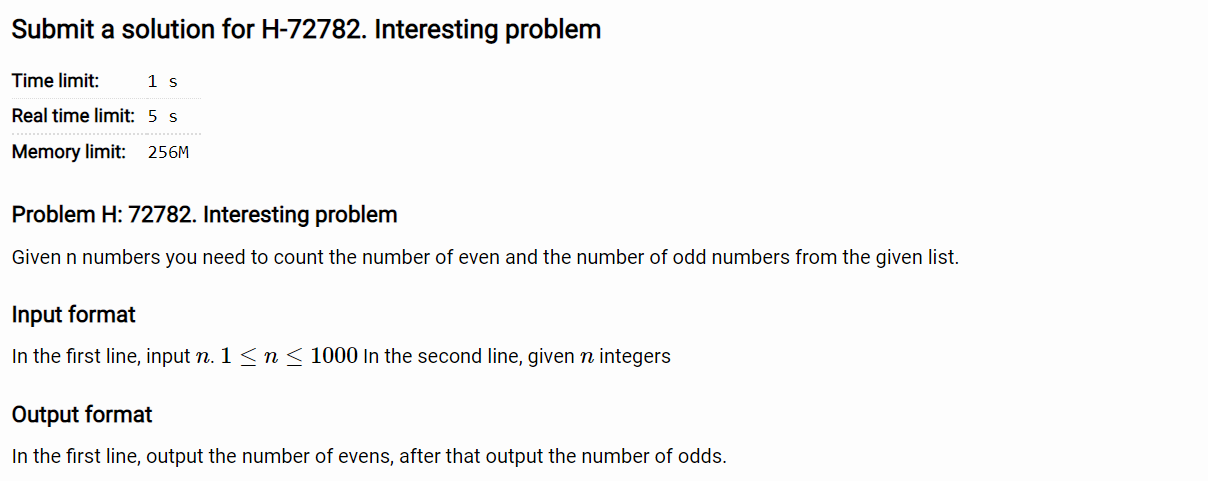 Submit a solution for H-72782. Interesting problem
Time limit: 1 s
Real time limit: 5 s
Memory limit: 256M
Problem H: 72782. Interesting problem
Given n numbers you need to count the number of even and the number of odd numbers from the given list.
Input format
In the first line, input n. 1 ≤ n ≤ 1000 In the second line, given n integers
Output format
In the first line, output the number of evens, after that output the number of odds.